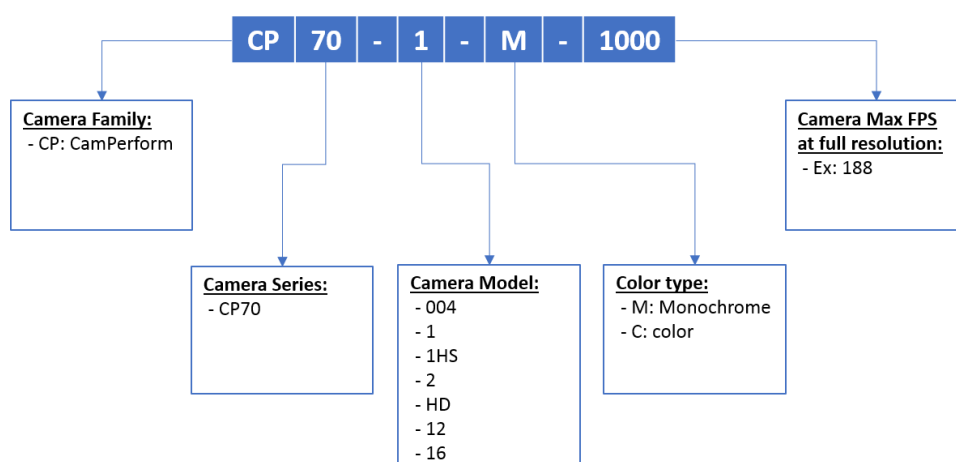 CP 70 - 1 - M - 1000
Camera Family:
- CP: CamPerform
Camera Max FPS
at full resolution:
- Ex: 188
Camera Series:
- CP70
Camera Model:
- 004
- 1
- 1HS
- 2
- HD
- 12
- 16
Color type:
- M: Monochrome
- C: color